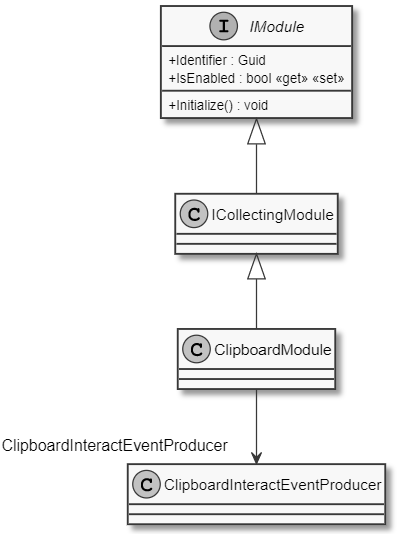 I IModule
+Identifier : Guid
+IsEnabled : bool «get» «set»
+Initialize() : void
C ICollectingModule
C ClipboardModule
ClipboardInteractEventProducer
C ClipboardInteractEventProducer